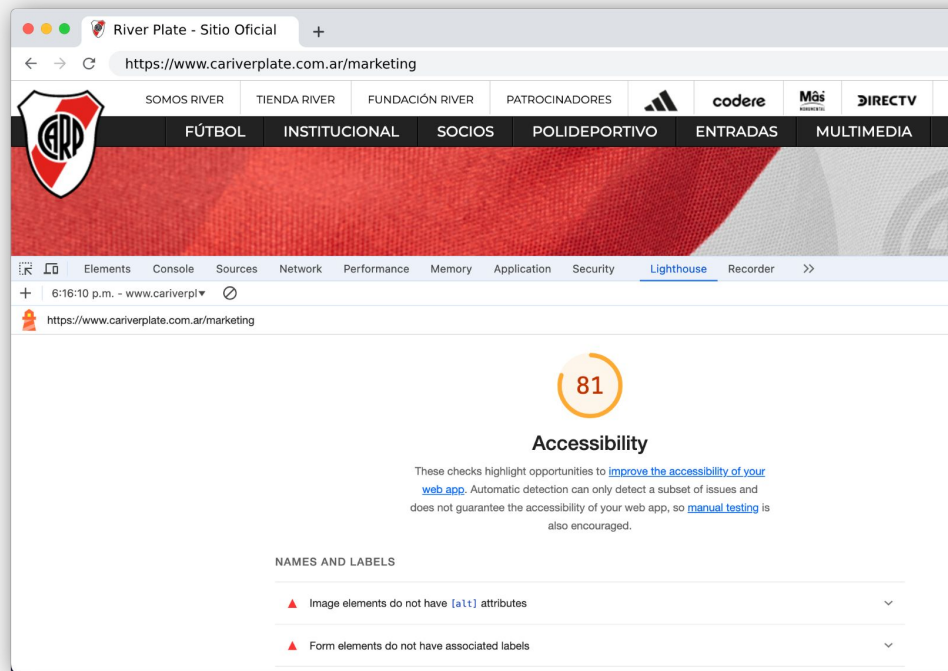 River Plate - Sitio Oficial
https://www.cariverplate.com.ar/marketing
SOMOS RIVER TIENDA RIVER FUNDACIÓN RIVER PATROCINADORES codere Mâs MONUMENTAL DIRECTV
CARP
FÚTBOL INSTITUCIONAL SOCIOS POLIDEPORTIVO ENTRADAS MULTIMEDIA
Elements Console Sources Network Performance Memory Application Security Lighthouse Recorder
6:16:10 p.m. - www.cariverpl
https://www.cariverplate.com.ar/marketing
81
Accessibility
These checks highlight opportunities to improve the accessibility of your
web app. Automatic detection can only detect a subset of issues and
does not guarantee the accessibility of your web app, so manual testing is
also encouraged.
NAMES AND LABELS
Image elements do not have [alt] attributes
Form elements do not have associated labels